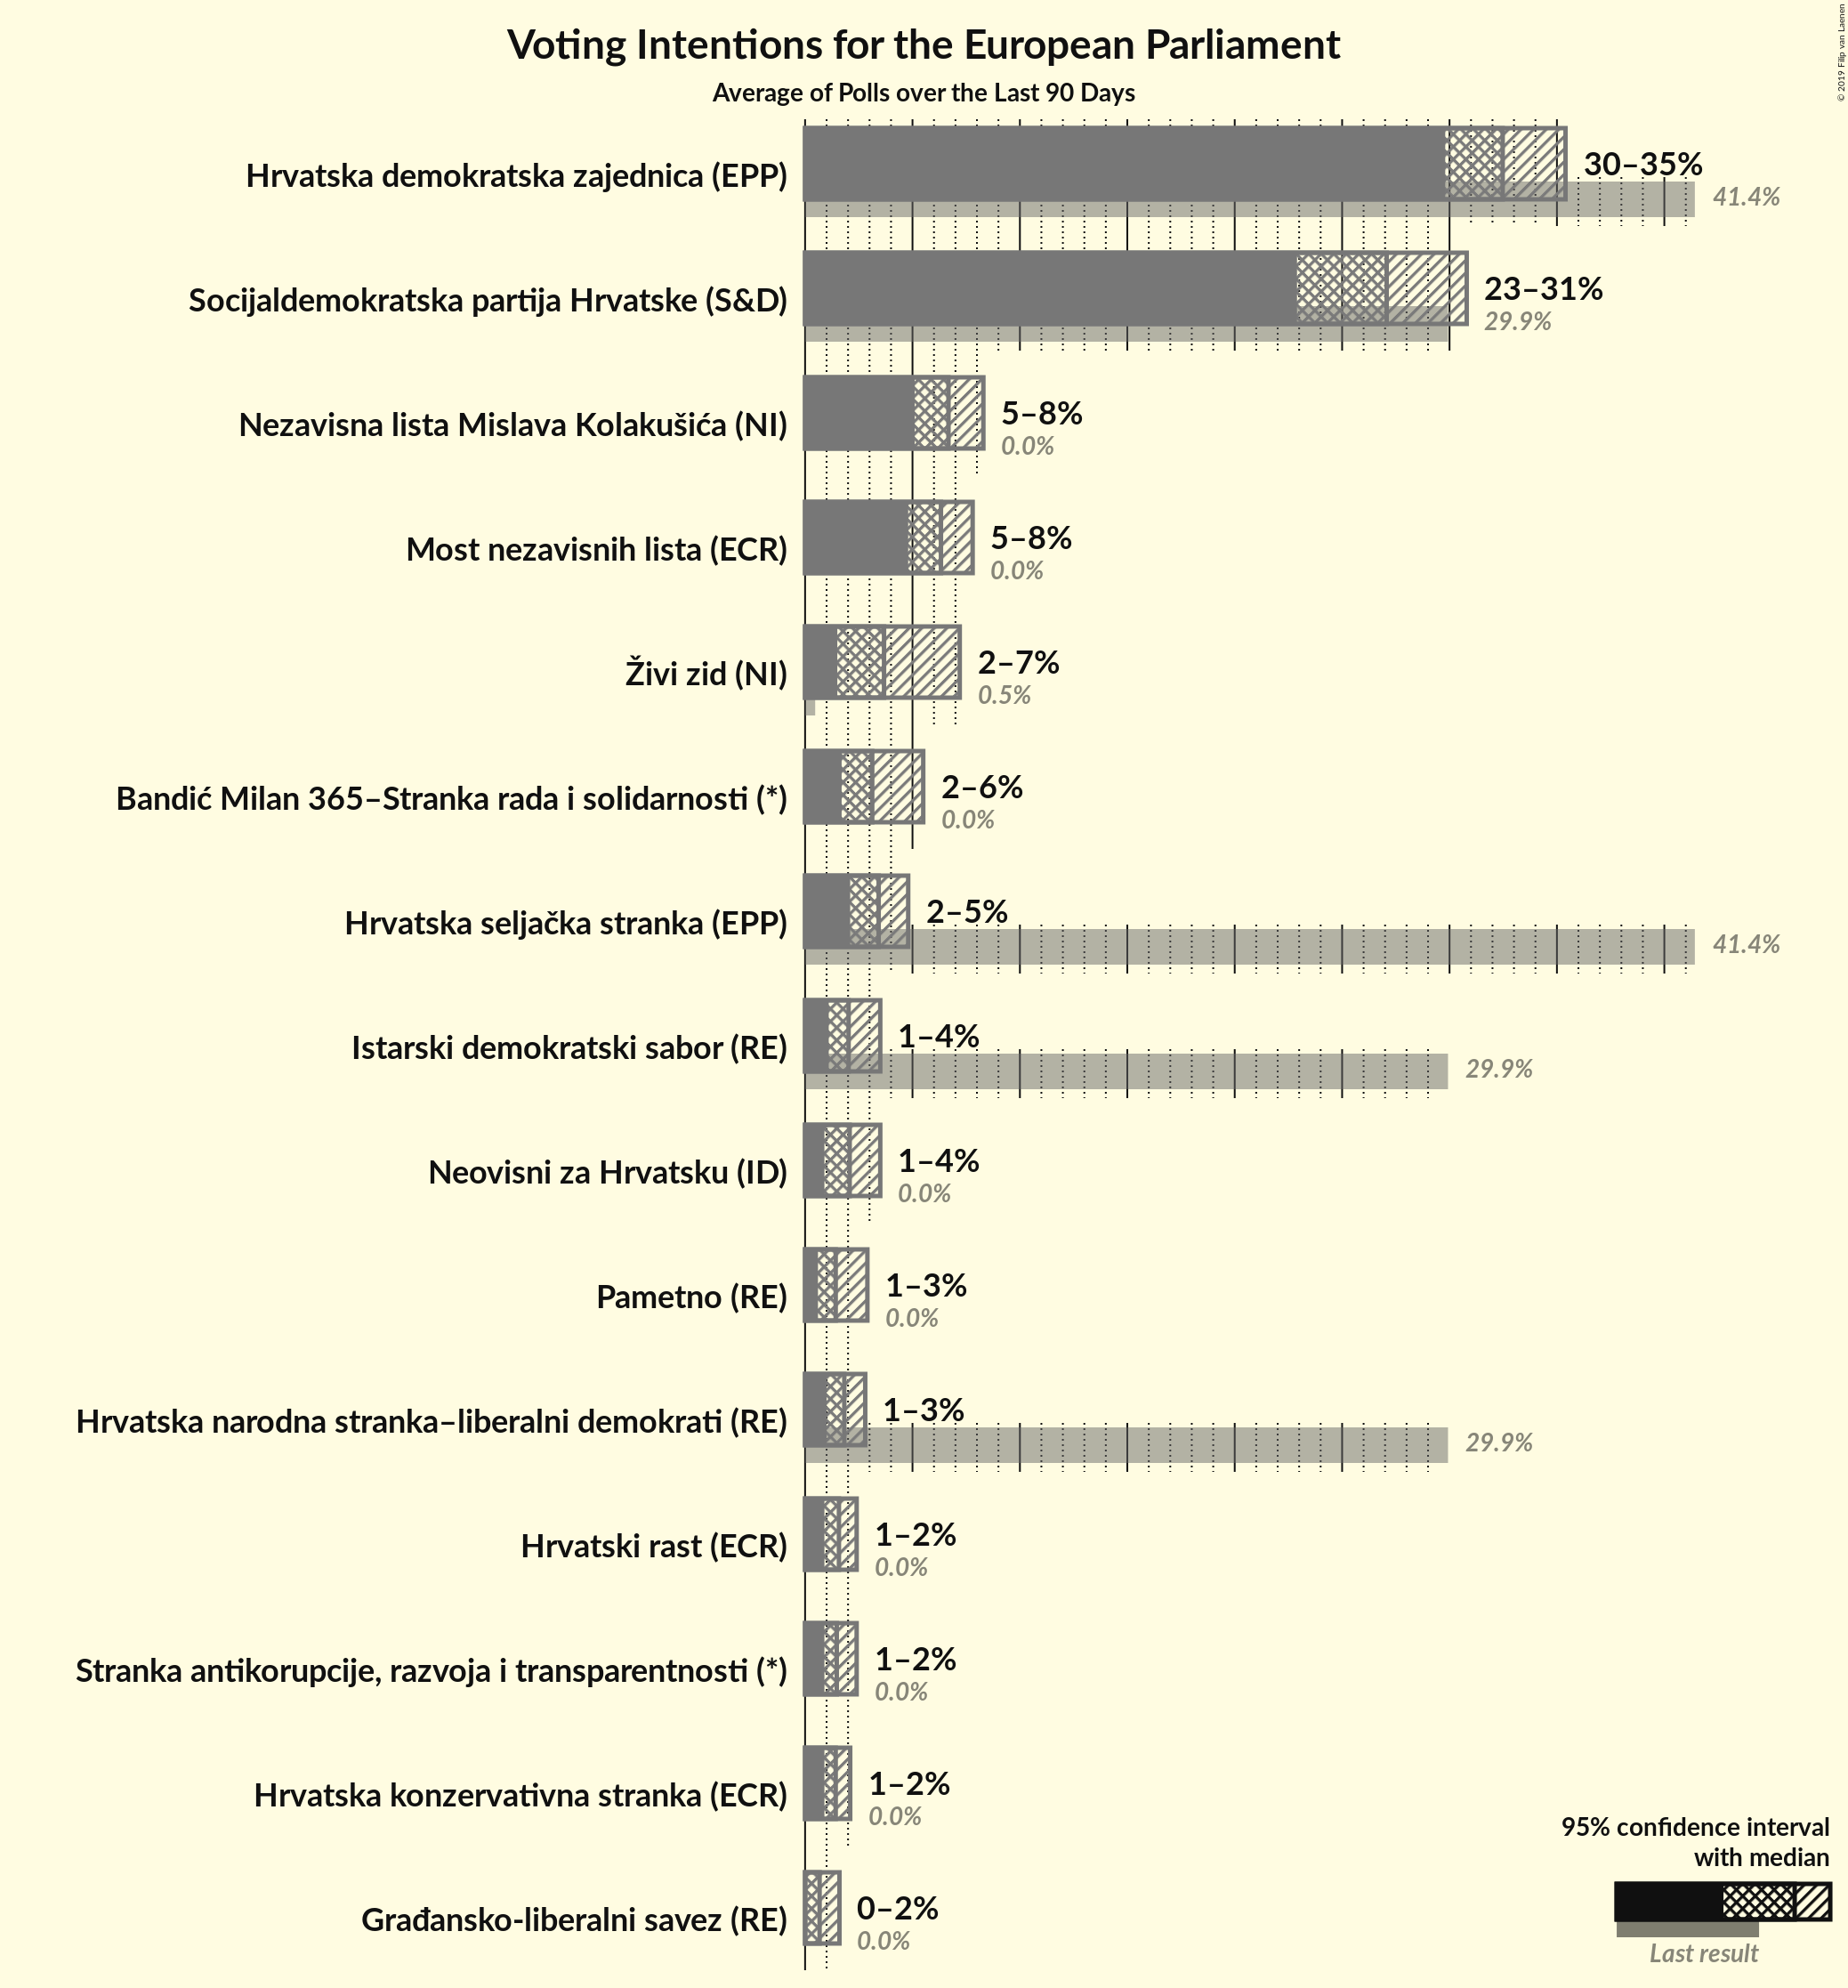 © 2019 Filip van Laenen
Voting Intentions for the European Parliament
Average of Polls over the Last 90 Days
Hrvatska demokratska zajednica (EPP)
30–35%
41.4%
Socijaldemokratska partija Hrvatske (S&D)
23–31%
29.9%
Nezavisna lista Mislava Kolakušića (NI)
5–8%
0.0%
Most nezavisnih lista (ECR)
5–8%
0.0%
Živi zid (NI)
2–7%
0.5%
Bandić Milan 365–Stranka rada i solidarnosti (*)
2–6%
0.0%
Hrvatska seljačka stranka (EPP)
2–5%
41.4%
Istarski demokratski sabor (RE)
1–4%
29.9%
Neovisni za Hrvatsku (ID)
1–4%
0.0%
Pametno (RE)
1–3%
0.0%
Hrvatska narodna stranka–liberalni demokrati (RE)
1–3%
29.9%
Hrvatski rast (ECR)
1–2%
0.0%
Stranka antikorupcije, razvoja i transparentnosti (*)
1–2%
0.0%
Hrvatska konzervativna stranka (ECR)
1–2%
0.0%
Građansko-liberalni savez (RE)
0–2%
0.0%
95% confidence interval
with median
Last result